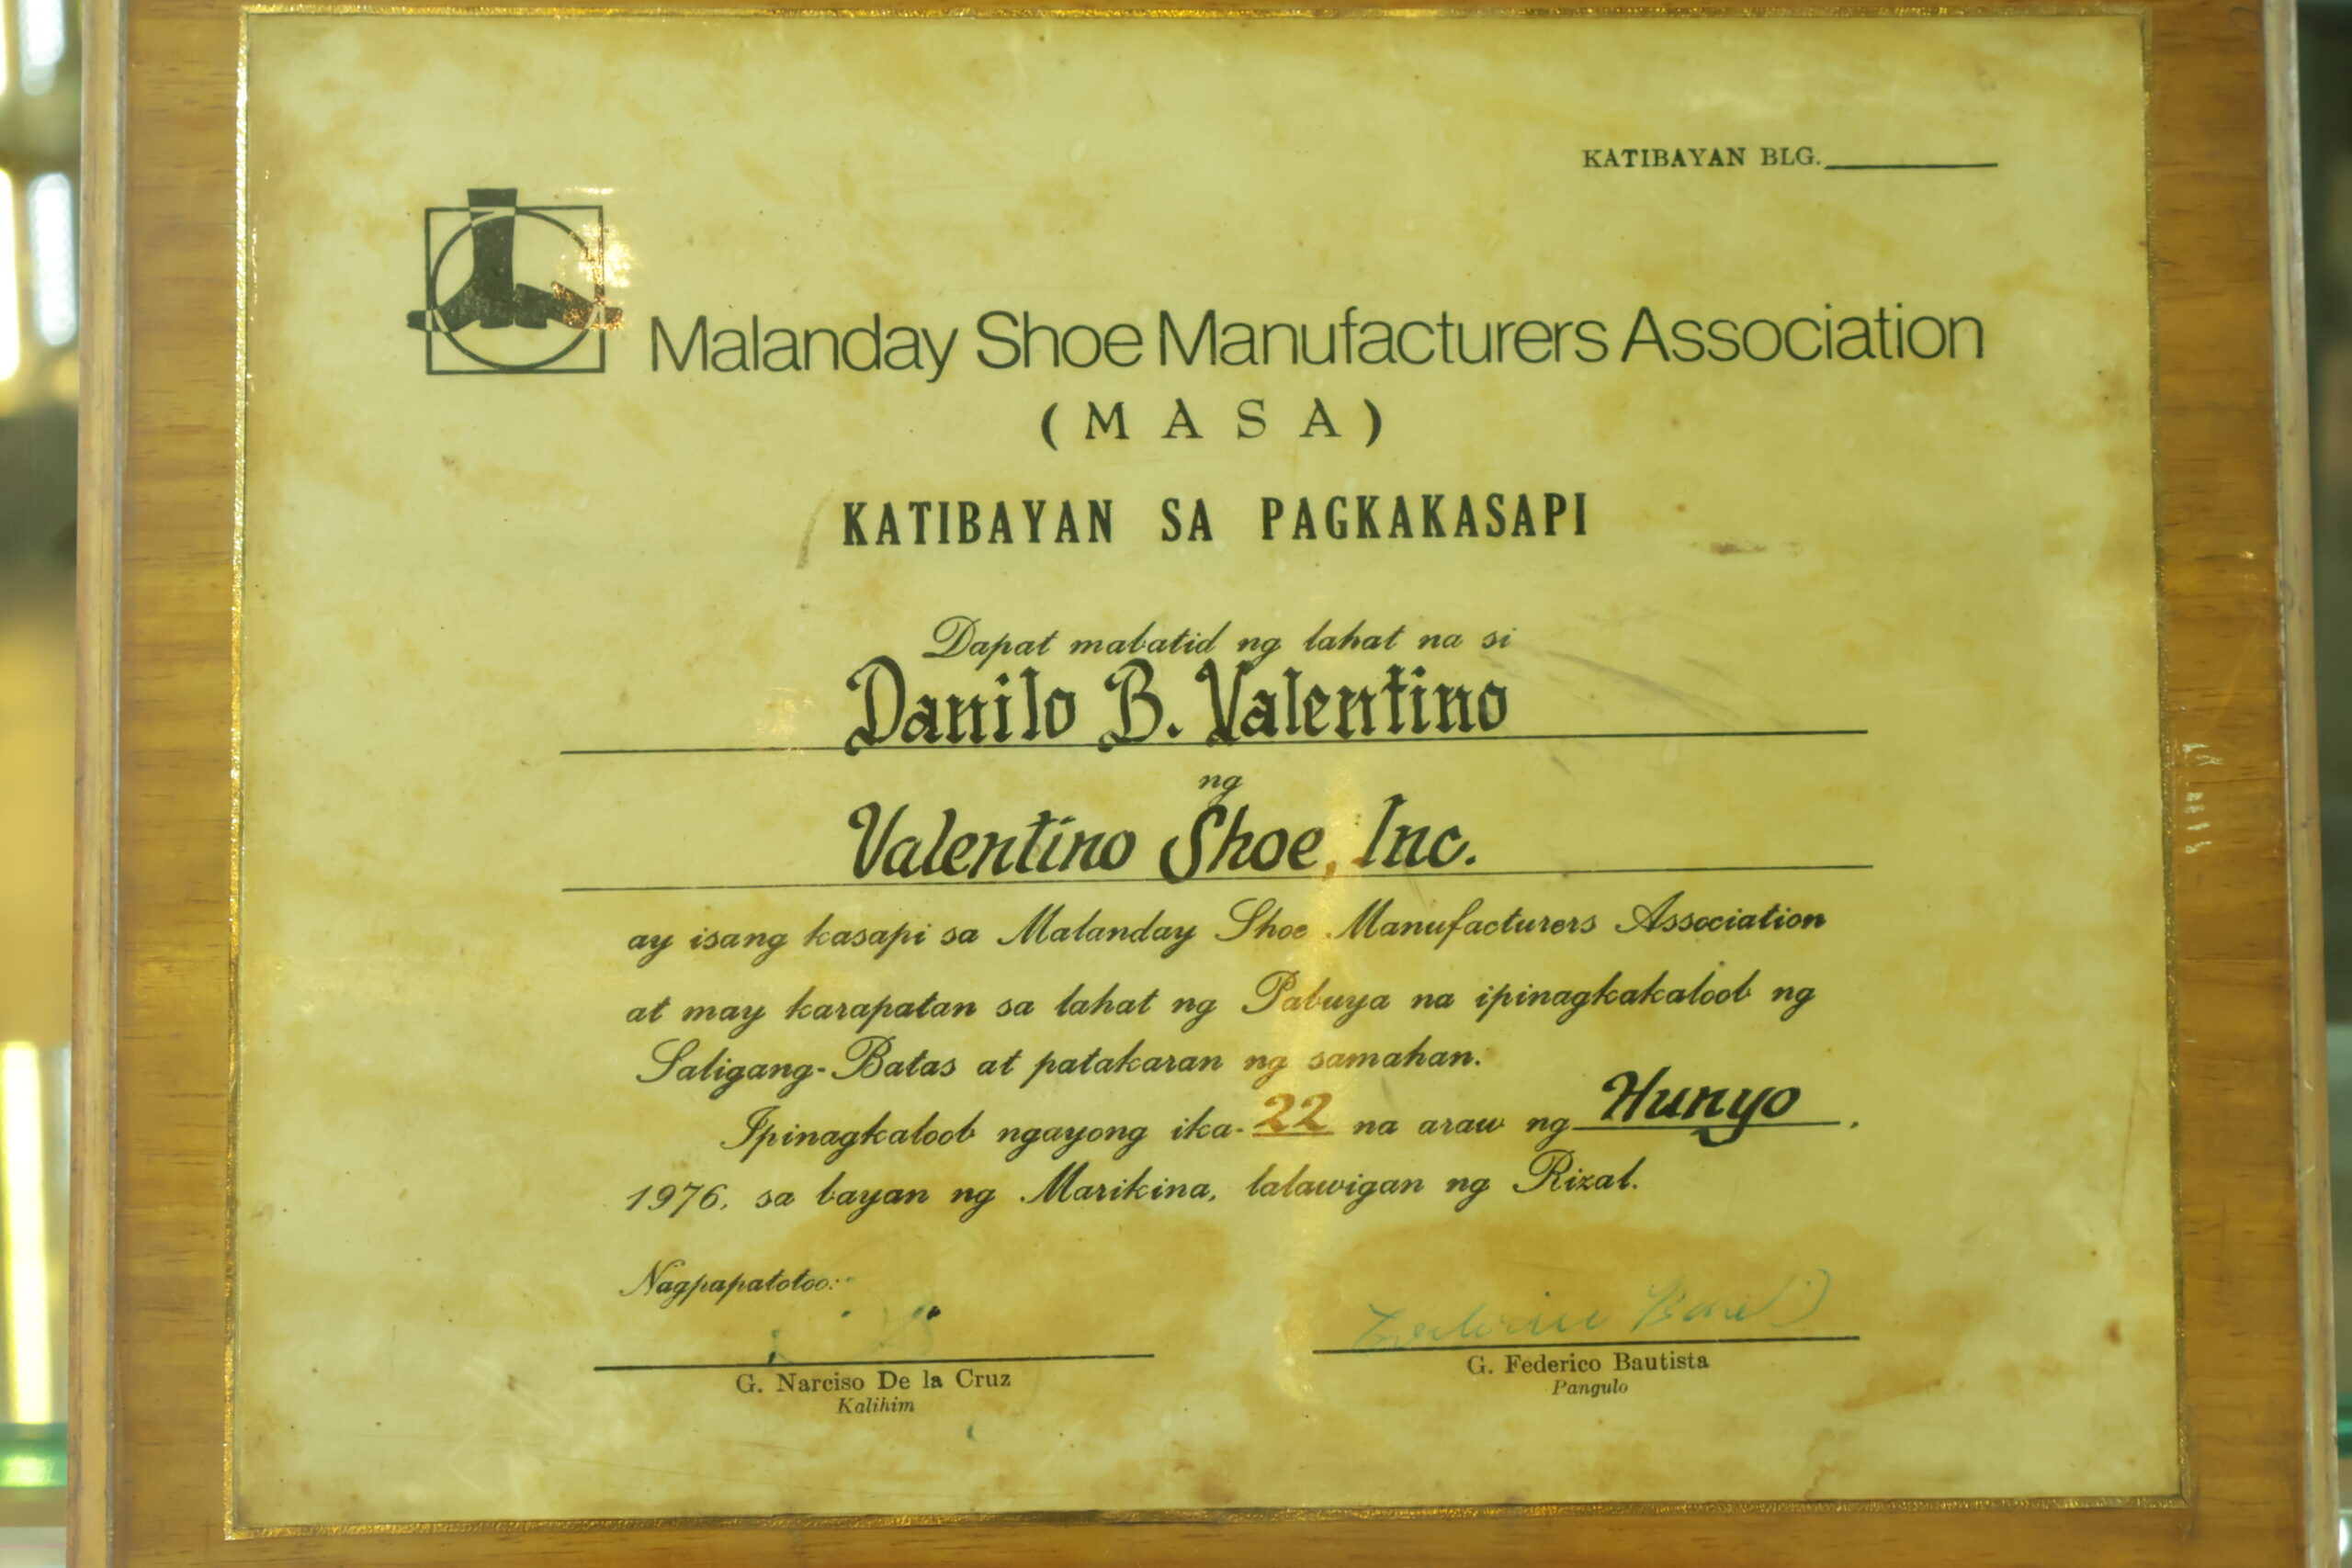 KATIBAYAN BLG.
Malanday Shoe Manufacturers Association
(MASA)
KATIBAYAN SA PAGKAKASAPI
Dapat mabatid ng lahat na si
Danilo B. Valentino
ng
Valentino Shoe, Inc.
ay isang kasapi sa Malanday Shoe Manufacturers Association
at may karapatan sa lahat ng Pabuya na ipinagkakaloob ng
Saligang-Batas at patakaran ng samahan.
Ipinagkaloob ngayong ika-22 na araw ng Hunyo,
1976, sa bayan ng Marikina, lalawigan ng Rizal.
Nagpapatotoo:
G. Narciso De la Cruz
Kalihim
G. Federico Bautista
Pangulo